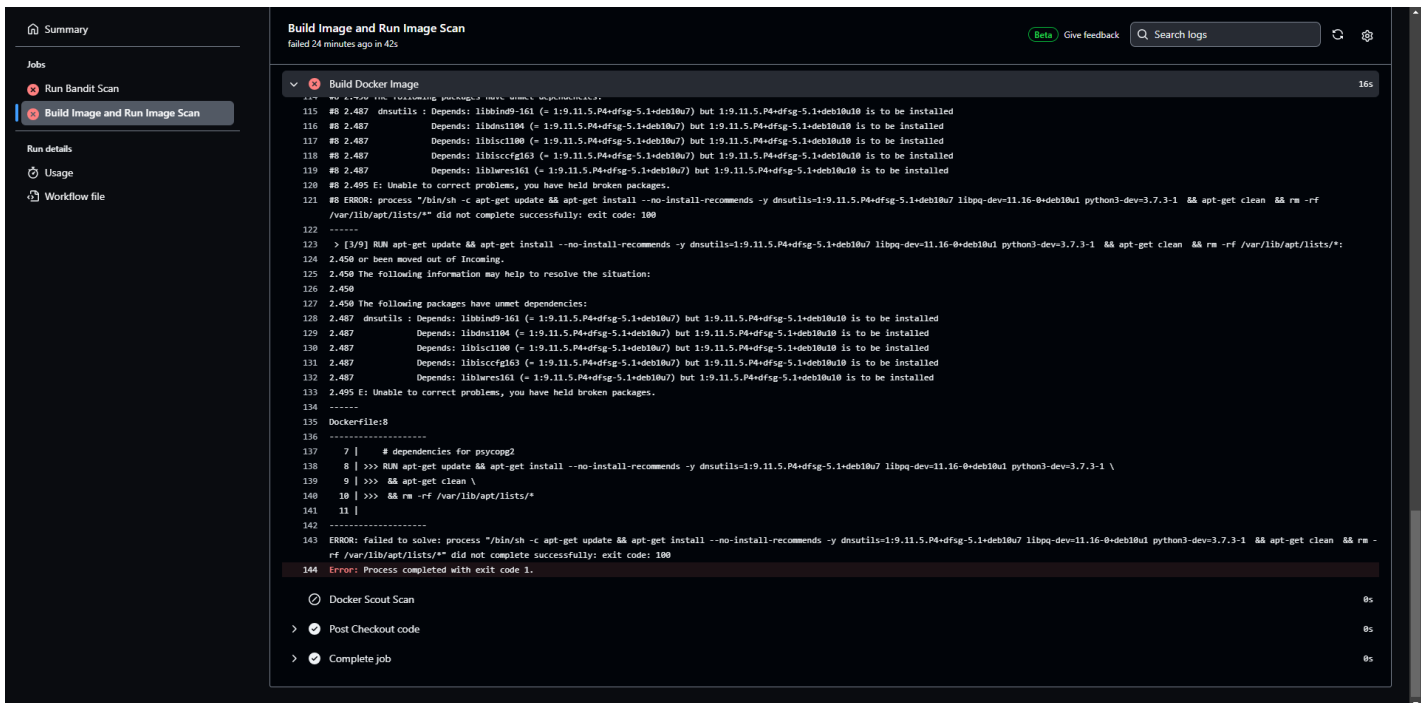 Summary
Jobs
Run Bandit Scan
Build Image and Run Image Scan
Run details
Usage
Workflow file
Build Image and Run Image Scan
failed 24 minutes ago in 42s
Beta Give feedback
Search logs
Build Docker Image 16s
114 #8 2.450 The following packages have unmet dependencies:
115 #8 2.487 dnsutils : Depends: libbind9-161 (= 1:9.11.5.P4+dfsg-5.1+deb10u7) but 1:9.11.5.P4+dfsg-5.1+deb10u10 is to be installed
116 #8 2.487 Depends: libdns1104 (= 1:9.11.5.P4+dfsg-5.1+deb10u7) but 1:9.11.5.P4+dfsg-5.1+deb10u10 is to be installed
117 #8 2.487 Depends: libisc1100 (= 1:9.11.5.P4+dfsg-5.1+deb10u7) but 1:9.11.5.P4+dfsg-5.1+deb10u10 is to be installed
118 #8 2.487 Depends: libisccfg163 (= 1:9.11.5.P4+dfsg-5.1+deb10u7) but 1:9.11.5.P4+dfsg-5.1+deb10u10 is to be installed
119 #8 2.487 Depends: liblwres161 (= 1:9.11.5.P4+dfsg-5.1+deb10u7) but 1:9.11.5.P4+dfsg-5.1+deb10u10 is to be installed
120 #8 2.495 E: Unable to correct problems, you have held broken packages.
121 #8 ERROR: process "/bin/sh -c apt-get update && apt-get install --no-install-recommends -y dnsutils=1:9.11.5.P4+dfsg-5.1+deb10u7 libpq-dev=11.16-0+deb10u1 python3-dev=3.7.3-1 && apt-get clean && rm -rf
/var/lib/apt/lists/*" did not complete successfully: exit code: 100
122 ------
123 > [3/9] RUN apt-get update && apt-get install --no-install-recommends -y dnsutils=1:9.11.5.P4+dfsg-5.1+deb10u7 libpq-dev=11.16-0+deb10u1 python3-dev=3.7.3-1 && apt-get clean && rm -rf /var/lib/apt/lists/*:
124 2.450 or been moved out of Incoming.
125 2.450 The following information may help to resolve the situation:
126 2.450
127 2.450 The following packages have unmet dependencies:
128 2.487 dnsutils : Depends: libbind9-161 (= 1:9.11.5.P4+dfsg-5.1+deb10u7) but 1:9.11.5.P4+dfsg-5.1+deb10u10 is to be installed
129 2.487 Depends: libdns1104 (= 1:9.11.5.P4+dfsg-5.1+deb10u7) but 1:9.11.5.P4+dfsg-5.1+deb10u10 is to be installed
130 2.487 Depends: libisc1100 (= 1:9.11.5.P4+dfsg-5.1+deb10u7) but 1:9.11.5.P4+dfsg-5.1+deb10u10 is to be installed
131 2.487 Depends: libisccfg163 (= 1:9.11.5.P4+dfsg-5.1+deb10u7) but 1:9.11.5.P4+dfsg-5.1+deb10u10 is to be installed
132 2.487 Depends: liblwres161 (= 1:9.11.5.P4+dfsg-5.1+deb10u7) but 1:9.11.5.P4+dfsg-5.1+deb10u10 is to be installed
133 2.495 E: Unable to correct problems, you have held broken packages.
134 ------
135 Dockerfile:8
136 --------------------
137 7 | # dependencies for psycopg2
138 8 | >>> RUN apt-get update && apt-get install --no-install-recommends -y dnsutils=1:9.11.5.P4+dfsg-5.1+deb10u7 libpq-dev=11.16-0+deb10u1 python3-dev=3.7.3-1 \
139 9 | >>> && apt-get clean \
140 10 | >>> && rm -rf /var/lib/apt/lists/*
141 11 |
142 --------------------
143 ERROR: failed to solve: process "/bin/sh -c apt-get update && apt-get install --no-install-recommends -y dnsutils=1:9.11.5.P4+dfsg-5.1+deb10u7 libpq-dev=11.16-0+deb10u1 python3-dev=3.7.3-1 && apt-get clean && rm -
rf /var/lib/apt/lists/*" did not complete successfully: exit code: 100
144 Error: Process completed with exit code 1.
Docker Scout Scan 0s
Post Checkout code 0s
Complete job 0s